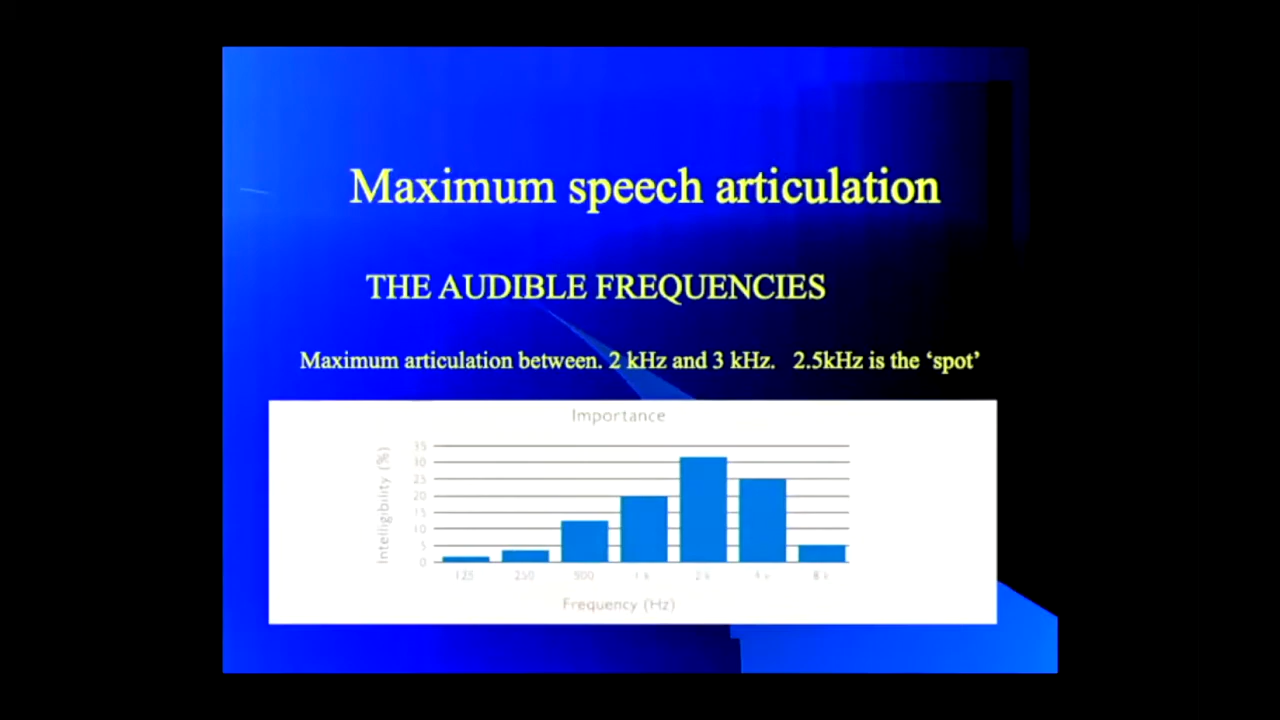 Maximum speech articulation
THE AUDIBLE FREQUENCIES
Maximum articulation between. 2 kHz and 3 kHz. 2.5kHz is the ‘spot’
Importance
Intelligibility (%)
35
30
25
20
15
10
5
0
125 250 500 1 k 2 k 4 k 8 k
Frequency (Hz)